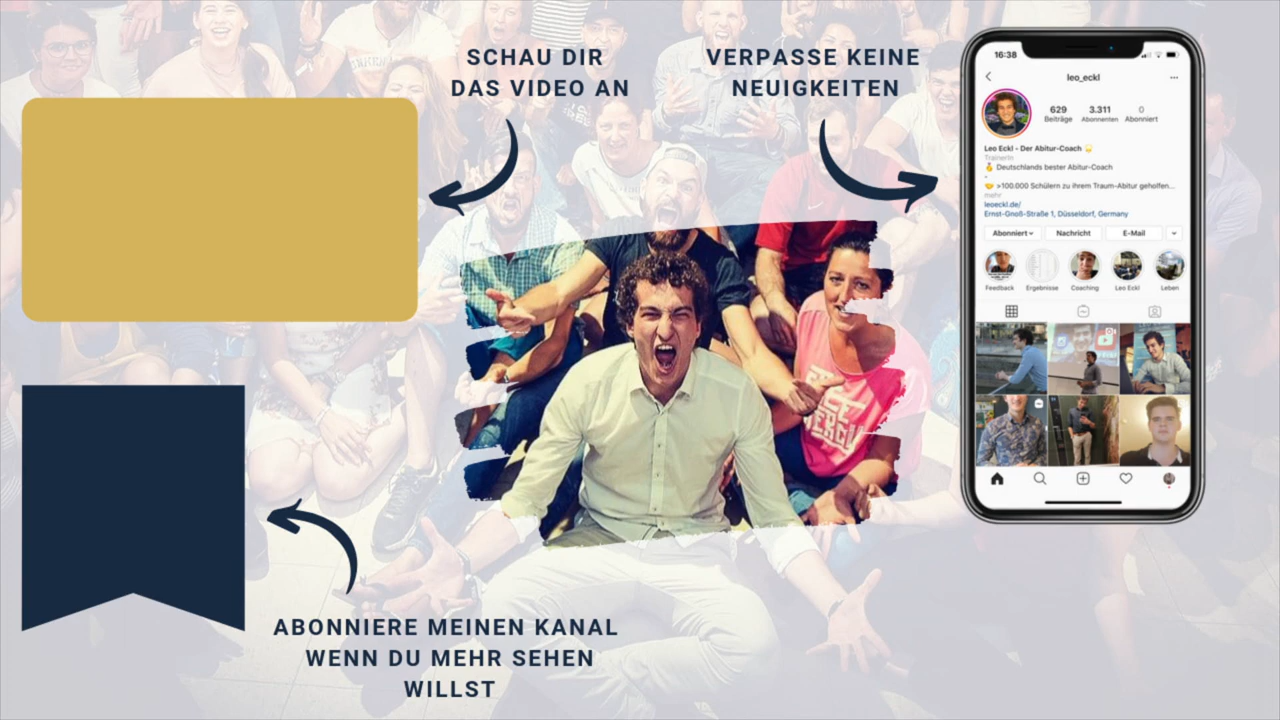 SCHAU DIR
DAS VIDEO AN
VERPASSE KEINE
NEUIGKEITEN
16:38
leo_eckl
629
3.311
0
Beiträge
Abonnenten
Abonniert
Leo Eckl - Der Abitur-Coach
TrainerIn
Deutschlands bester Abitur-Coach
-
>100.000 Schülern zu ihrem Traum-Abitur geholfen...
mehr
leoeckl.de/
Ernst-Gnoß-Straße 1, Düsseldorf, Germany
Abonniert
Nachricht
E-Mail
Feedback
Ergebnisse
Coaching
Leo Eckl
Leben
ABONNIERE MEINEN KANAL
WENN DU MEHR SEHEN
WILLST